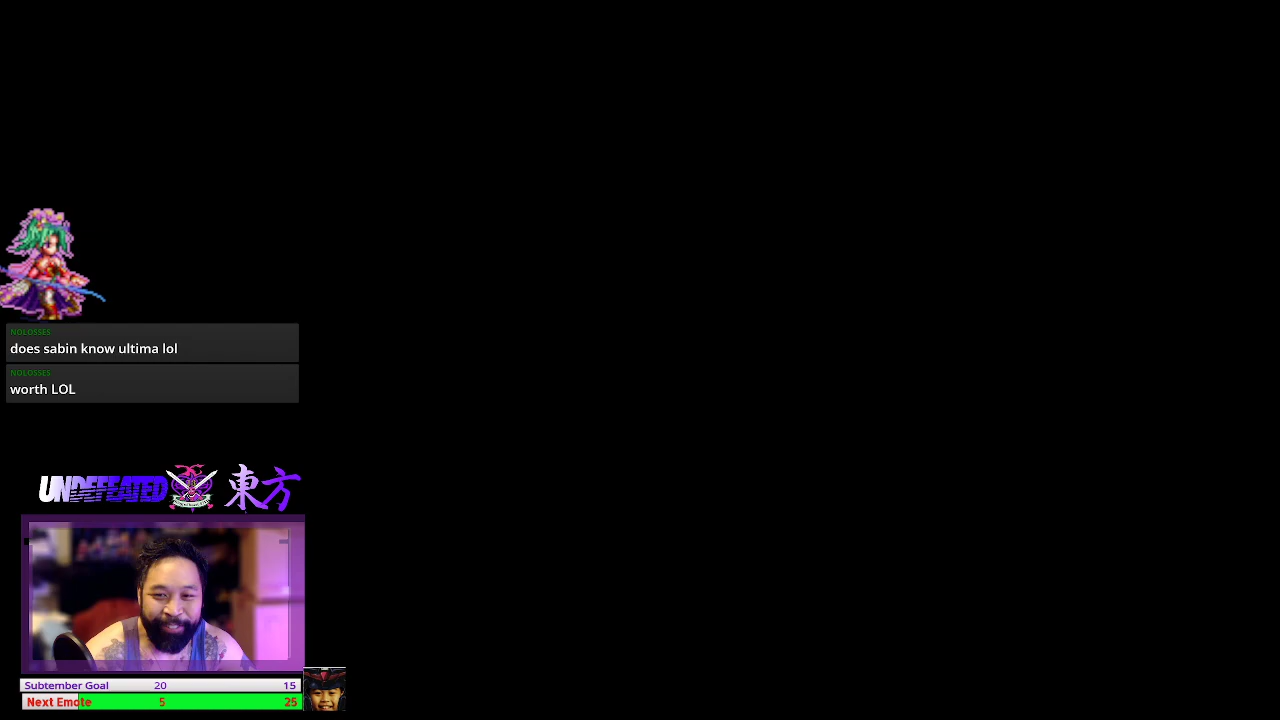 NOLOSSES
does sabin know ultima lol
NOLOSSES
worth LOL
UNDEFEATED 東方
Subtember Goal 20 15
Next Emote 5 25